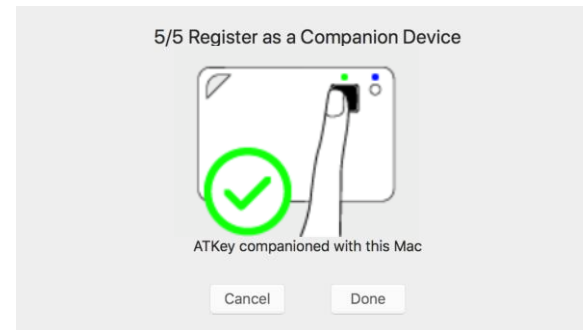 5/5 Register as a Companion Device
ATKey companioned with this Mac
Cancel
Done